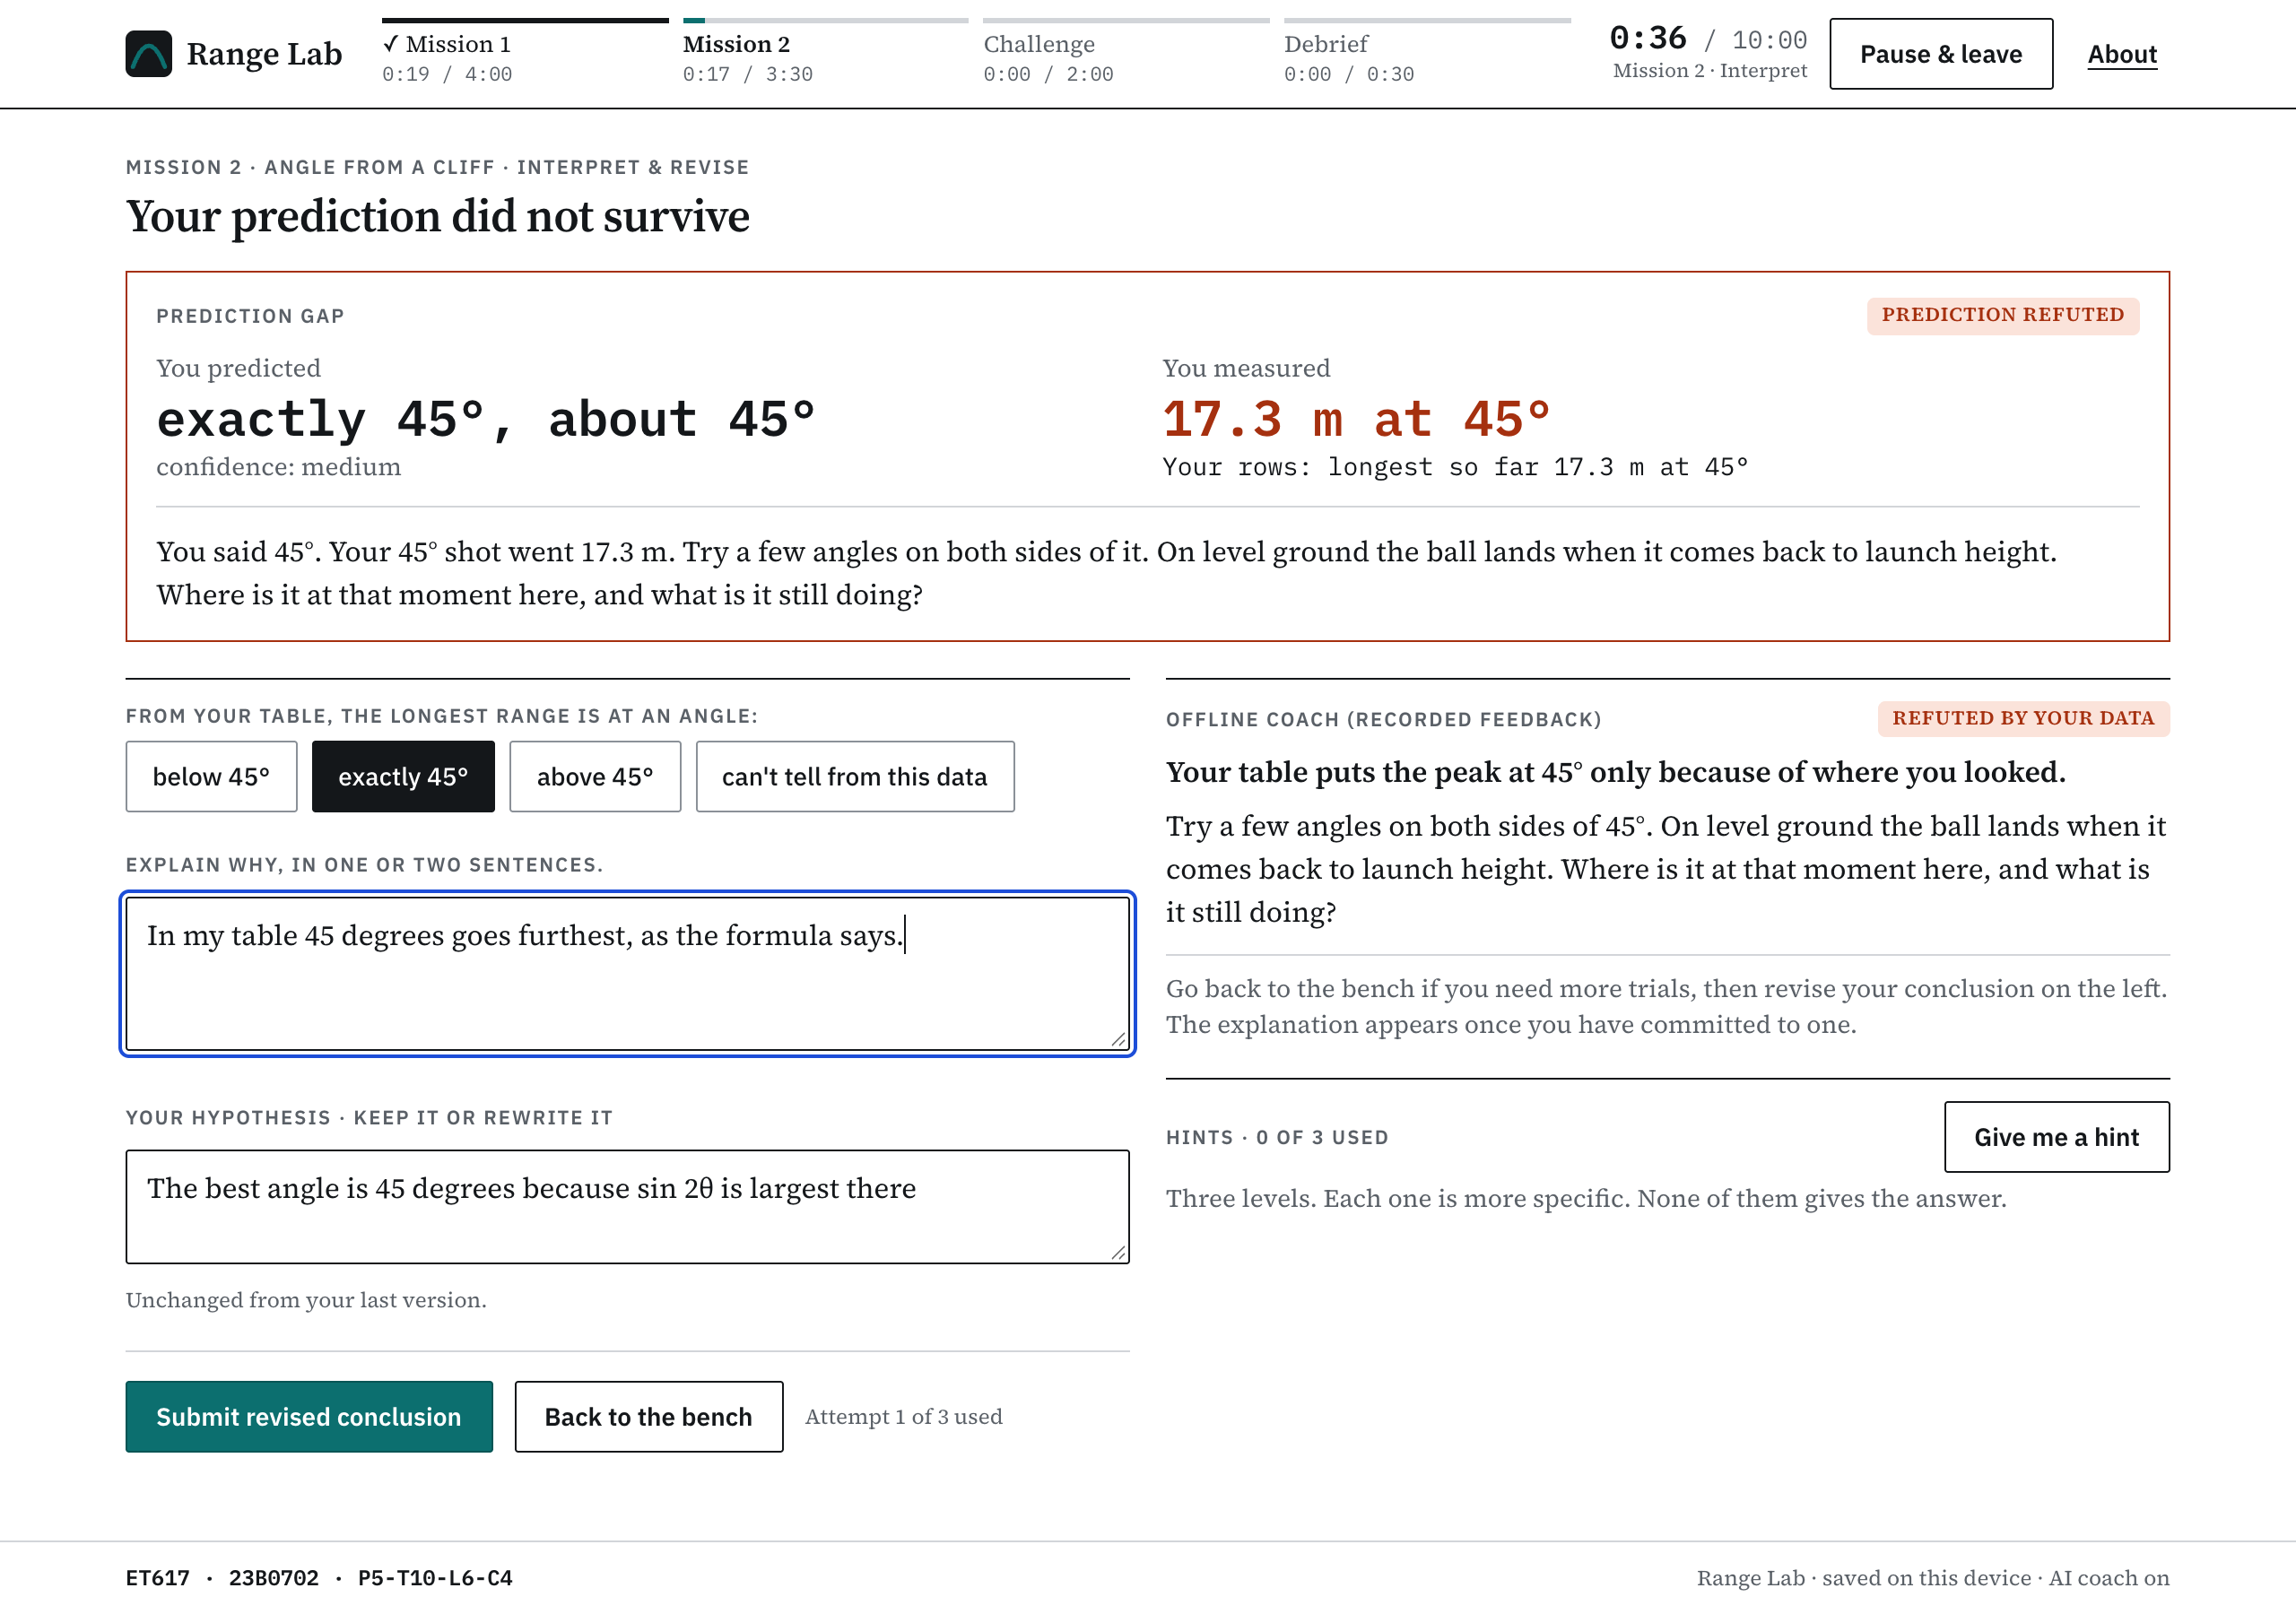 Range Lab
✓ Mission 1
0:19 / 4:00
Mission 2
0:17 / 3:30
Challenge
0:00 / 2:00
Debrief
0:00 / 0:30
0:36 / 10:00
Mission 2 · Interpret
Pause & leave
About
MISSION 2 · ANGLE FROM A CLIFF · INTERPRET & REVISE
Your prediction did not survive
PREDICTION GAP
PREDICTION REFUTED
You predicted
exactly 45°, about 45°
confidence: medium
You measured
17.3 m at 45°
Your rows: longest so far 17.3 m at 45°
You said 45°. Your 45° shot went 17.3 m. Try a few angles on both sides of it. On level ground the ball lands when it comes back to launch height.
Where is it at that moment here, and what is it still doing?
FROM YOUR TABLE, THE LONGEST RANGE IS AT AN ANGLE:
below 45°
exactly 45°
above 45°
can't tell from this data
EXPLAIN WHY, IN ONE OR TWO SENTENCES.
In my table 45 degrees goes furthest, as the formula says.
YOUR HYPOTHESIS · KEEP IT OR REWRITE IT
The best angle is 45 degrees because sin 2θ is largest there
Unchanged from your last version.
Submit revised conclusion
Back to the bench
Attempt 1 of 3 used
OFFLINE COACH (RECORDED FEEDBACK)
REFUTED BY YOUR DATA
Your table puts the peak at 45° only because of where you looked.
Try a few angles on both sides of 45°. On level ground the ball lands when it
comes back to launch height. Where is it at that moment here, and what is
it still doing?
Go back to the bench if you need more trials, then revise your conclusion on the left.
The explanation appears once you have committed to one.
HINTS · 0 OF 3 USED
Give me a hint
Three levels. Each one is more specific. None of them gives the answer.
ET617 · 23B0702 · P5-T10-L6-C4
Range Lab · saved on this device · AI coach on